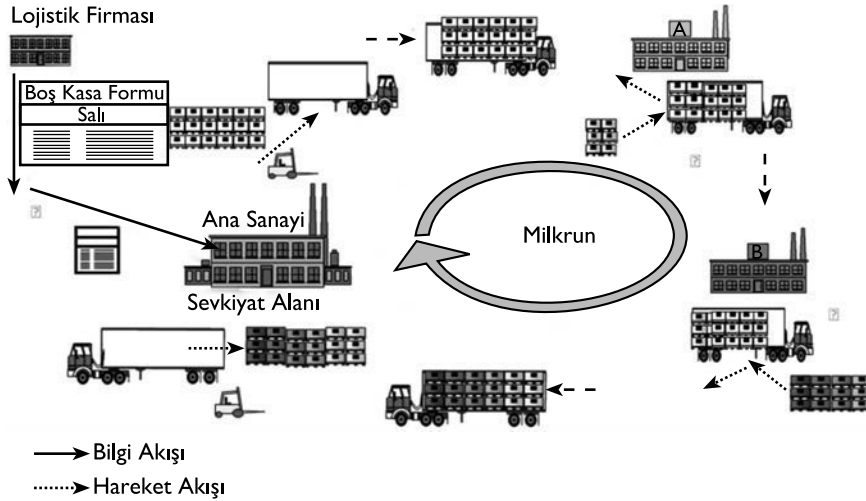 Lojistik Firması
Boş Kasa Formu
Salı
A
Ana Sanayi
Milkrun
B
Sevkiyat Alanı
Bilgi Akışı
Hareket Akışı